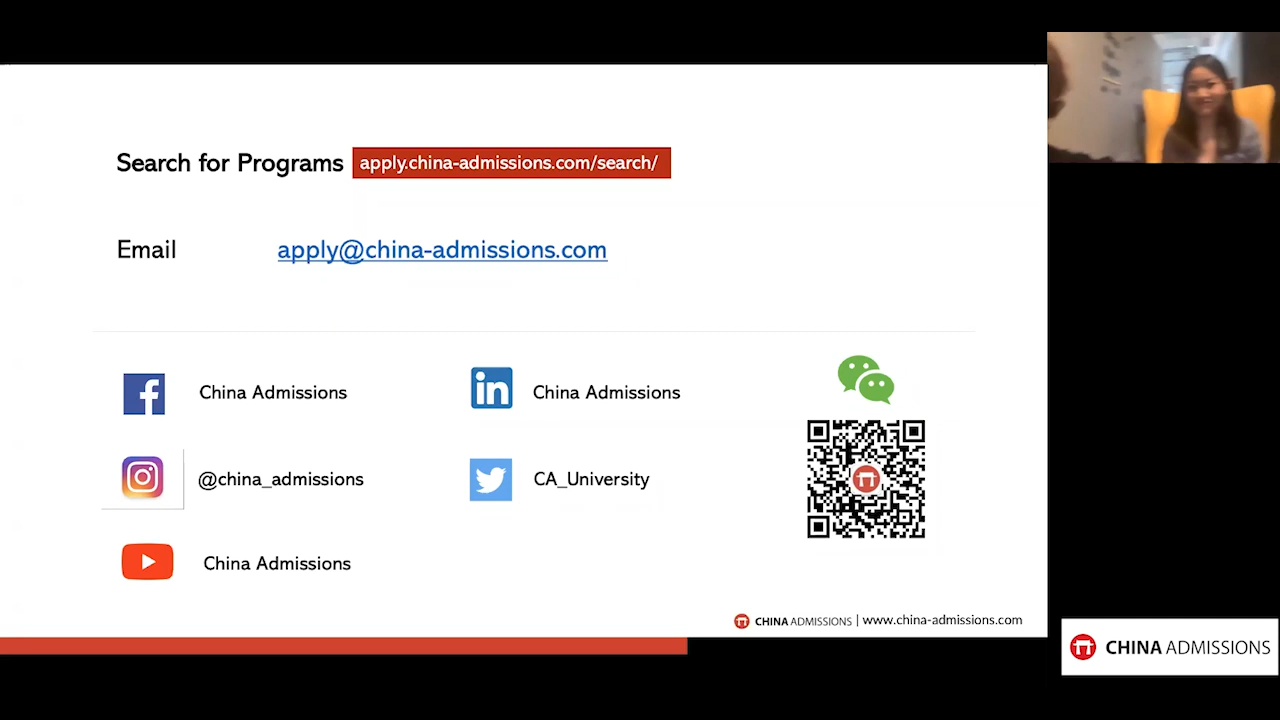 Search for Programs apply.china-admissions.com/search/
Email apply@china-admissions.com
China Admissions
China Admissions
@china_admissions
CA_University
China Admissions
CHINA ADMISSIONS | www.china-admissions.com
CHINA ADMISSIONS